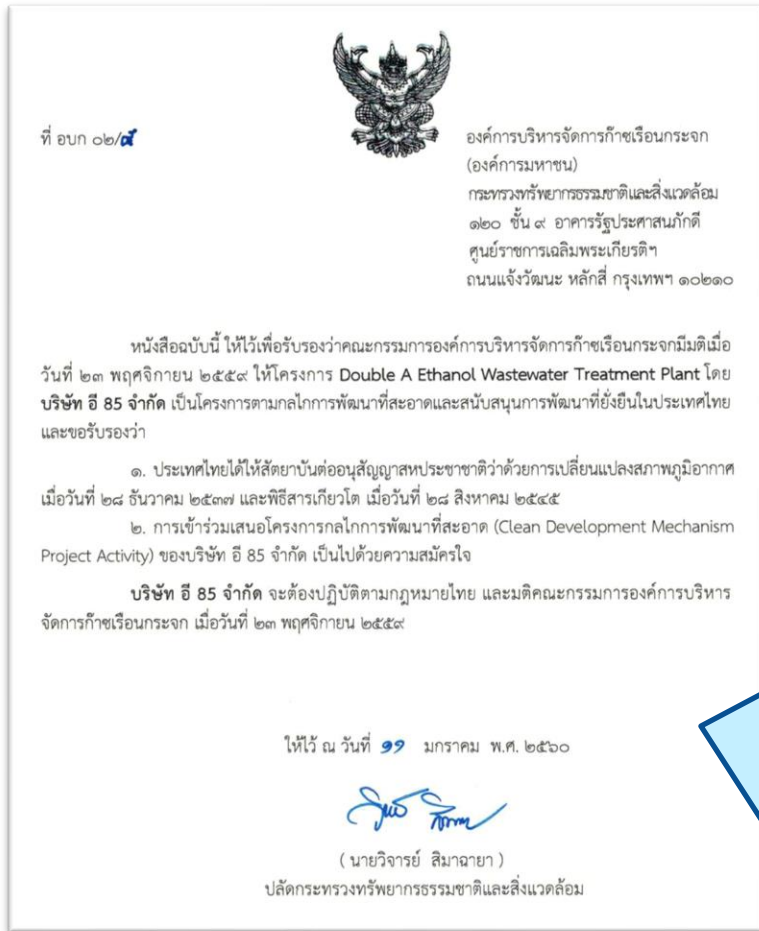 ที่ อบก ๐๒/๕
องค์การบริหารจัดการก๊าซเรือนกระจก
(องค์การมหาชน)
กระทรวงทรัพยากรธรรมชาติและสิ่งแวดล้อม
๑๒๐ ชั้น ๙ อาคารรัฐประศาสนภักดี
ศูนย์ราชการเฉลิมพระเกียรติฯ
ถนนแจ้งวัฒนะ หลักสี่ กรุงเทพฯ ๑๐๒๑๐
หนังสือฉบับนี้ ให้ไว้เพื่อรับรองว่าคณะกรรมการองค์การบริหารจัดการก๊าซเรือนกระจกมีมติเมื่อ
วันที่ ๒๓ พฤศจิกายน ๒๕๕๙ ให้โครงการ Double A Ethanol Wastewater Treatment Plant โดย
บริษัท อี 85 จำกัด เป็นโครงการตามกลไกการพัฒนาที่สะอาดและสนับสนุนการพัฒนาที่ยั่งยืนในประเทศไทย
และขอรับรองว่า
๑. ประเทศไทยได้ให้สัตยาบันต่ออนุสัญญาสหประชาชาติว่าด้วยการเปลี่ยนแปลงสภาพภูมิอากาศ
เมื่อวันที่ ๒๘ ธันวาคม ๒๕๓๗ และพิธีสารเกียวโต เมื่อวันที่ ๒๘ สิงหาคม ๒๕๔๕
๒. การเข้าร่วมเสนอโครงการกลไกการพัฒนาที่สะอาด (Clean Development Mechanism
Project Activity) ของบริษัท อี 85 จำกัด เป็นไปด้วยความสมัครใจ
บริษัท อี 85 จำกัด จะต้องปฏิบัติตามกฎหมายไทย และมติคณะกรรมการองค์การบริหาร
จัดการก๊าซเรือนกระจก เมื่อวันที่ ๒๓ พฤศจิกายน ๒๕๕๙
ให้ไว้ ณ วันที่ ๑๑ มกราคม พ.ศ. ๒๕๖๐
( นายวิจารย์ สิมาฉายา )
ปลัดกระทรวงทรัพยากรธรรมชาติและสิ่งแวดล้อม